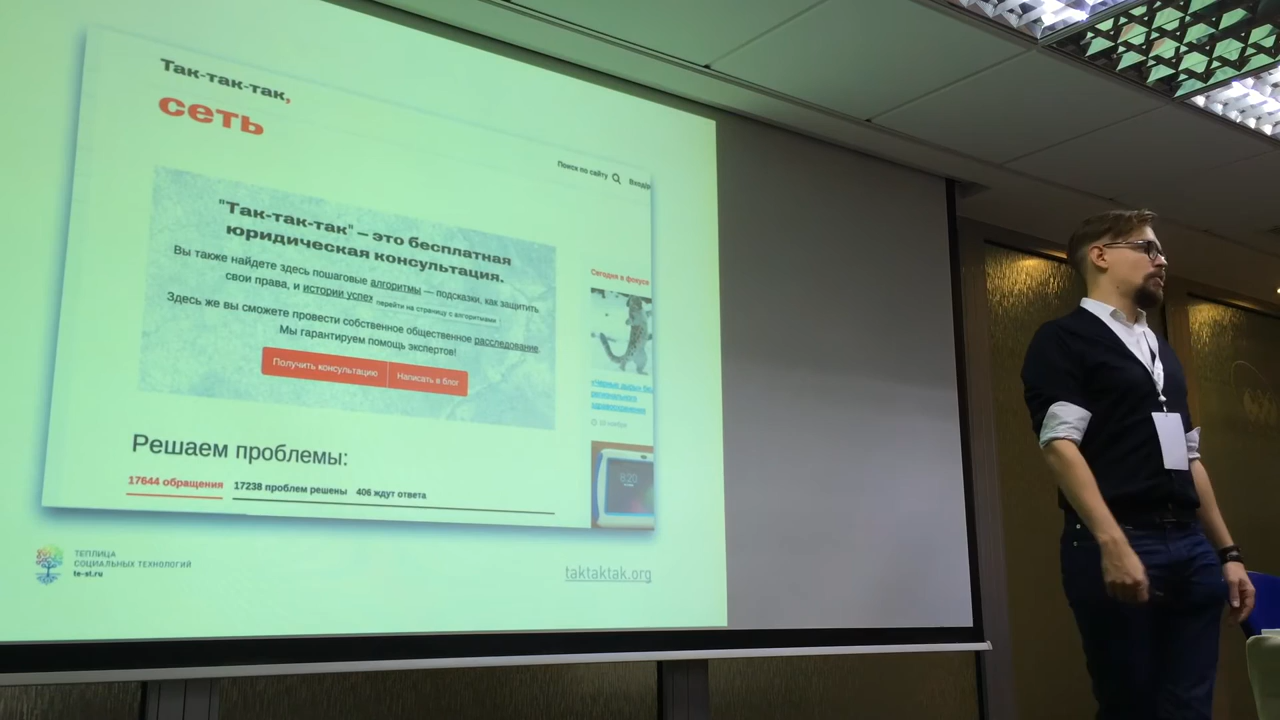 Так-так-так,
сеть
Поиск по сайту
"Так-так-так" – это бесплатная
юридическая консультация.
Вы также найдете здесь пошаговые алгоритмы — подсказки, как защитить
свои права, и истории успех
перейти на страницу с алгоритмами
Здесь же вы сможете провести собственное общественное расследование.
Мы гарантируем помощь экспертов!
Получить консультацию
Написать в блог
Сегодня в фокусе
Решаем проблемы:
17644 обращения 17238 проблем решены 406 ждут ответа
8:20
ТЕПЛИЦА
СОЦИАЛЬНЫХ ТЕХНОЛОГИЙ
te-st.ru
taktaktak.org